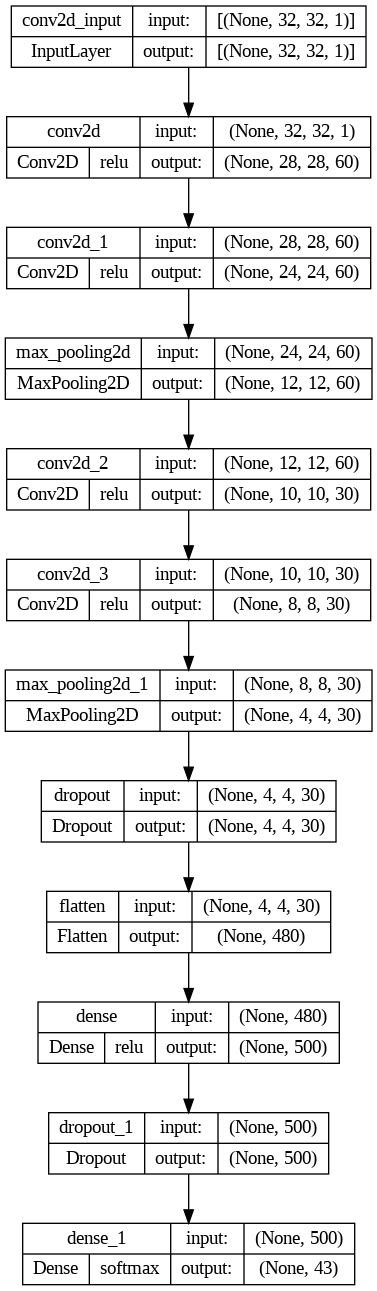 conv2d_input input: [(None, 32, 32, 1)]
InputLayer output: [(None, 32, 32, 1)]
conv2d input: (None, 32, 32, 1)
Conv2D relu output: (None, 28, 28, 60)
conv2d_1 input: (None, 28, 28, 60)
Conv2D relu output: (None, 24, 24, 60)
max_pooling2d input: (None, 24, 24, 60)
MaxPooling2D output: (None, 12, 12, 60)
conv2d_2 input: (None, 12, 12, 60)
Conv2D relu output: (None, 10, 10, 30)
conv2d_3 input: (None, 10, 10, 30)
Conv2D relu output: (None, 8, 8, 30)
max_pooling2d_1 input: (None, 8, 8, 30)
MaxPooling2D output: (None, 4, 4, 30)
dropout input: (None, 4, 4, 30)
Dropout output: (None, 4, 4, 30)
flatten input: (None, 4, 4, 30)
Flatten output: (None, 480)
dense input: (None, 480)
Dense relu output: (None, 500)
dropout_1 input: (None, 500)
Dropout output: (None, 500)
dense_1 input: (None, 500)
Dense softmax output: (None, 43)